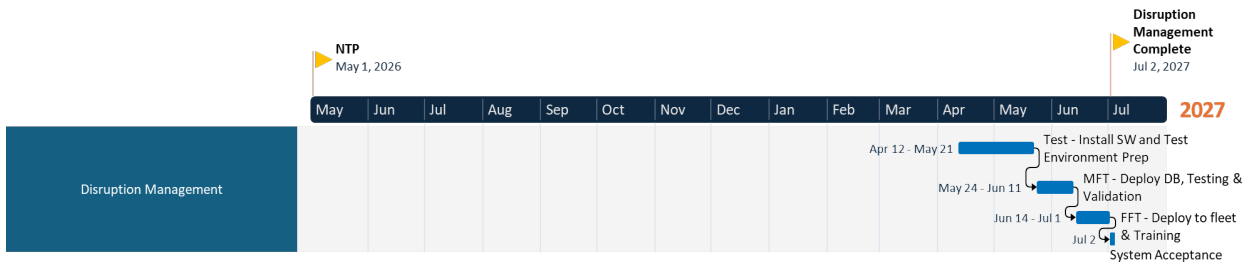 Disruption
Management
Complete
Jul 2, 2027
NTP
May 1, 2026
May Jun Jul Aug Sep Oct Nov Dec Jan Feb Mar Apr May Jun Jul 2027
Disruption Management
Apr 12 - May 21
Test - Install SW and Test
Environment Prep
May 24 - Jun 11
MFT - Deploy DB, Testing &
Validation
Jun 14 - Jul 1
FFT - Deploy to fleet
& Training
Jul 2
System Acceptance